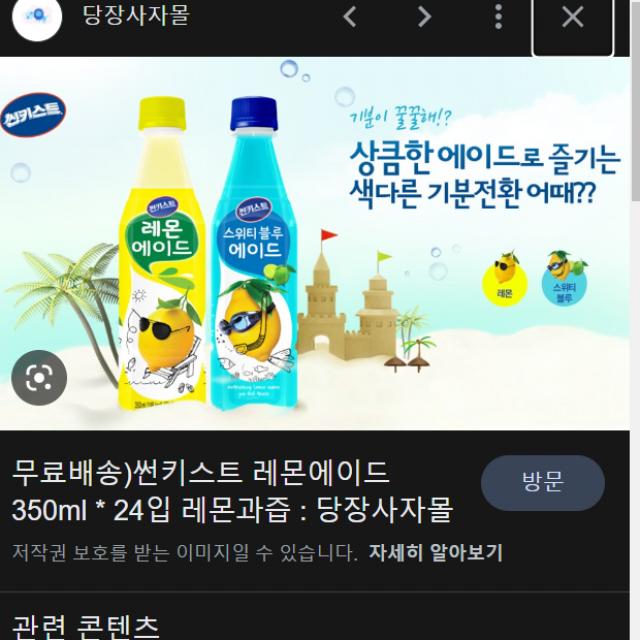 당장사자몰
썬키스트
기분이 꿀꿀해!?
상큼한 에이드로 즐기는
색다른 기분전환 어때??
썬키스트
레몬
에이드
썬키스트
스위티블루
에이드
레몬
스위티
블루
무료배송)썬키스트 레몬에이드
350ml * 24입 레몬과즙 : 당장사자몰
방문
저작권 보호를 받는 이미지일 수 있습니다. 자세히 알아보기
관련 콘텐츠